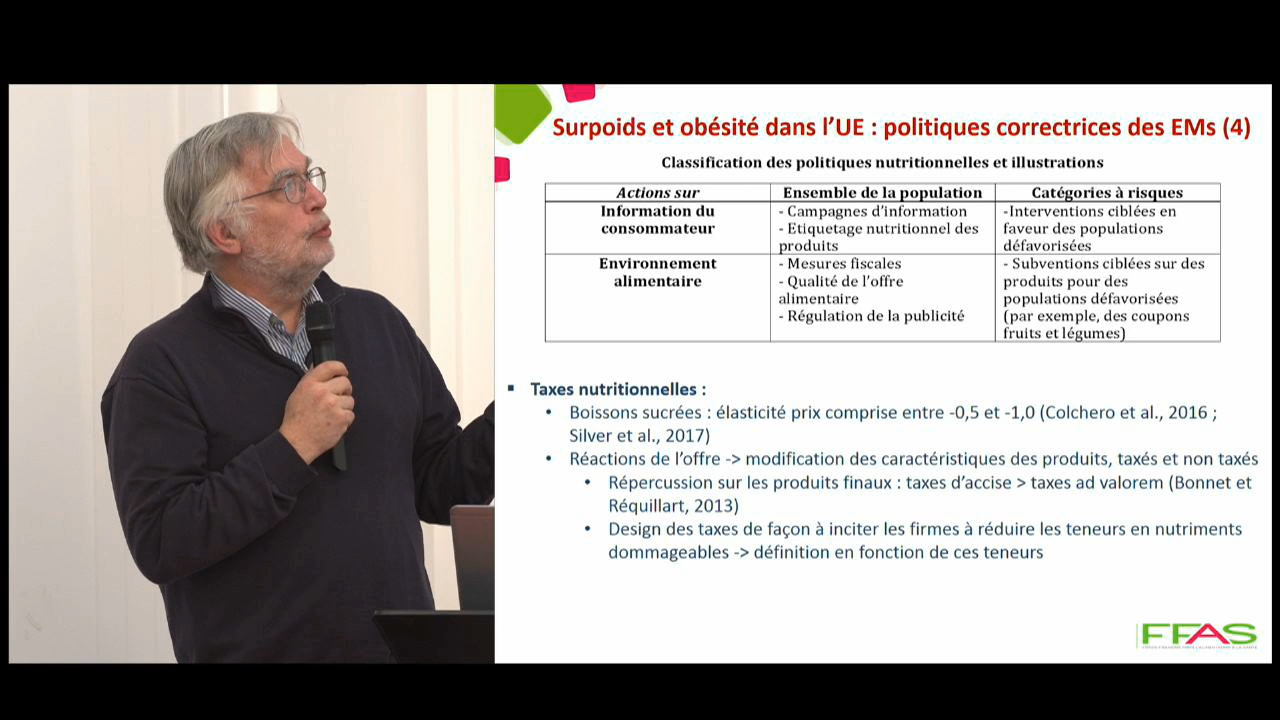 Surpoids et obésité dans l'UE : politiques correctrices des EMs (4)
Classification des politiques nutritionnelles et illustrations
Actions sur
Ensemble de la population
Catégories à risques
Information du
consommateur
- Campagnes d'information
- Etiquetage nutritionnel des
produits
-Interventions ciblées en
faveur des populations
défavorisées
Environnement
alimentaire
- Mesures fiscales
- Qualité de l'offre
alimentaire
- Régulation de la publicité
- Subventions ciblées sur des
produits pour des
populations défavorisées
(par exemple, des coupons
fruits et légumes)
▪ Taxes nutritionnelles :
• Boissons sucrées : élasticité prix comprise entre -0,5 et -1,0 (Colchero et al., 2016 ;
Silver et al., 2017)
• Réactions de l'offre -> modification des caractéristiques des produits, taxés et non taxés
• Répercussion sur les produits finaux : taxes d'accise > taxes ad valorem (Bonnet et
Réquillart, 2013)
• Design des taxes de façon à inciter les firmes à réduire les teneurs en nutriments
dommageables -> définition en fonction de ces teneurs
FFAS